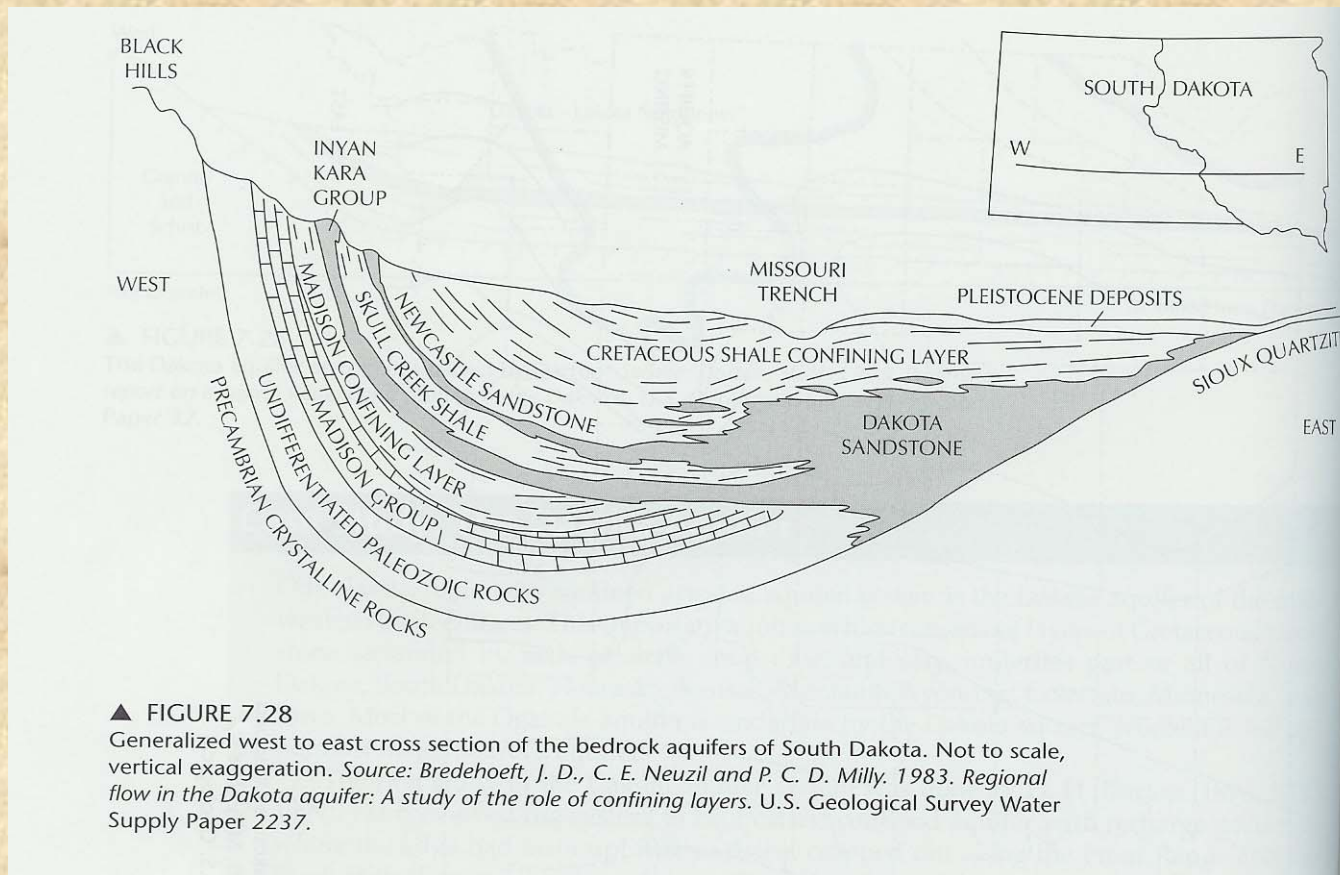 BLACK
HILLS
INYAN
KARA
GROUP
SOUTH DAKOTA
W
E
WEST
MISSOURI
TRENCH
PLEISTOCENE DEPOSITS
CRETACEOUS SHALE CONFINING LAYER
NEWCASTLE SANDSTONE
SKULL CREEK SHALE
MADISON CONFINING LAYER
MADISON GROUP
UNDIFFERENTIATED PALEOZOIC ROCKS
PRECAMBRIAN CRYSTALLINE ROCKS
DAKOTA
SANDSTONE
SIOUX QUARTZIT
EAST
▲ FIGURE 7.28
Generalized west to east cross section of the bedrock aquifers of South Dakota. Not to scale,
vertical exaggeration. Source: Bredehoeft, J. D., C. E. Neuzil and P. C. D. Milly. 1983. Regional
flow in the Dakota aquifer: A study of the role of confining layers. U.S. Geological Survey Water
Supply Paper 2237.